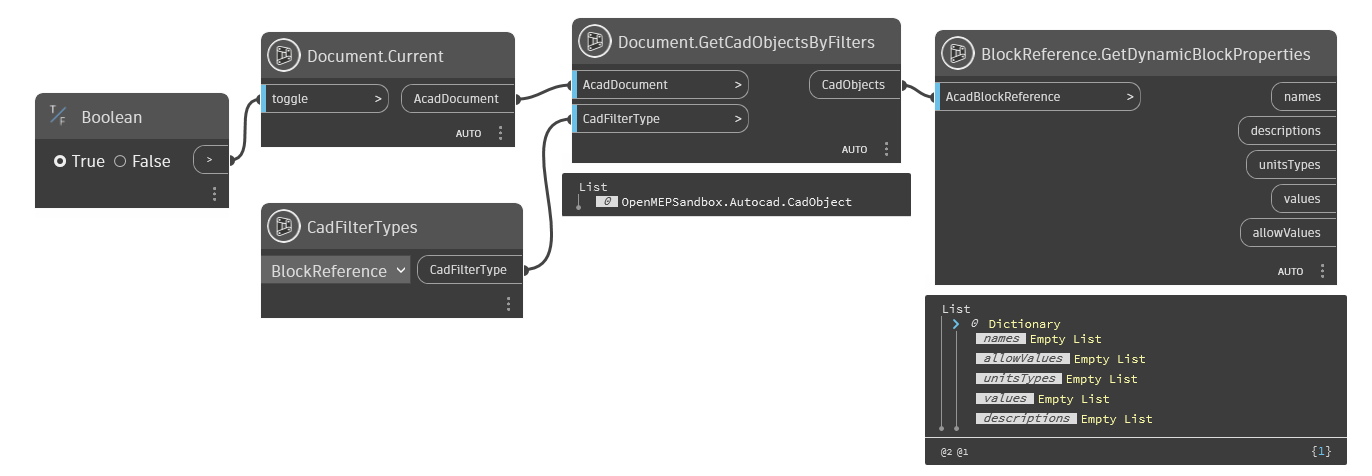 Boolean
True
False
>
Document.Current
toggle >
AcadDocument
AUTO
CadFilterTypes
BlockReference
CadFilterType
Document.GetCadObjectsByFilters
AcadDocument >
CadObjects
CadFilterType >
AUTO
List
0 OpenMEPSandbox.Autocad.CadObject
BlockReference.GetDynamicBlockProperties
AcadBlockReference >
names
descriptions
unitsTypes
values
allowValues
AUTO
List
0 Dictionary
names Empty List
allowValues Empty List
unitsTypes Empty List
values Empty List
descriptions Empty List
@2 @1
{1}